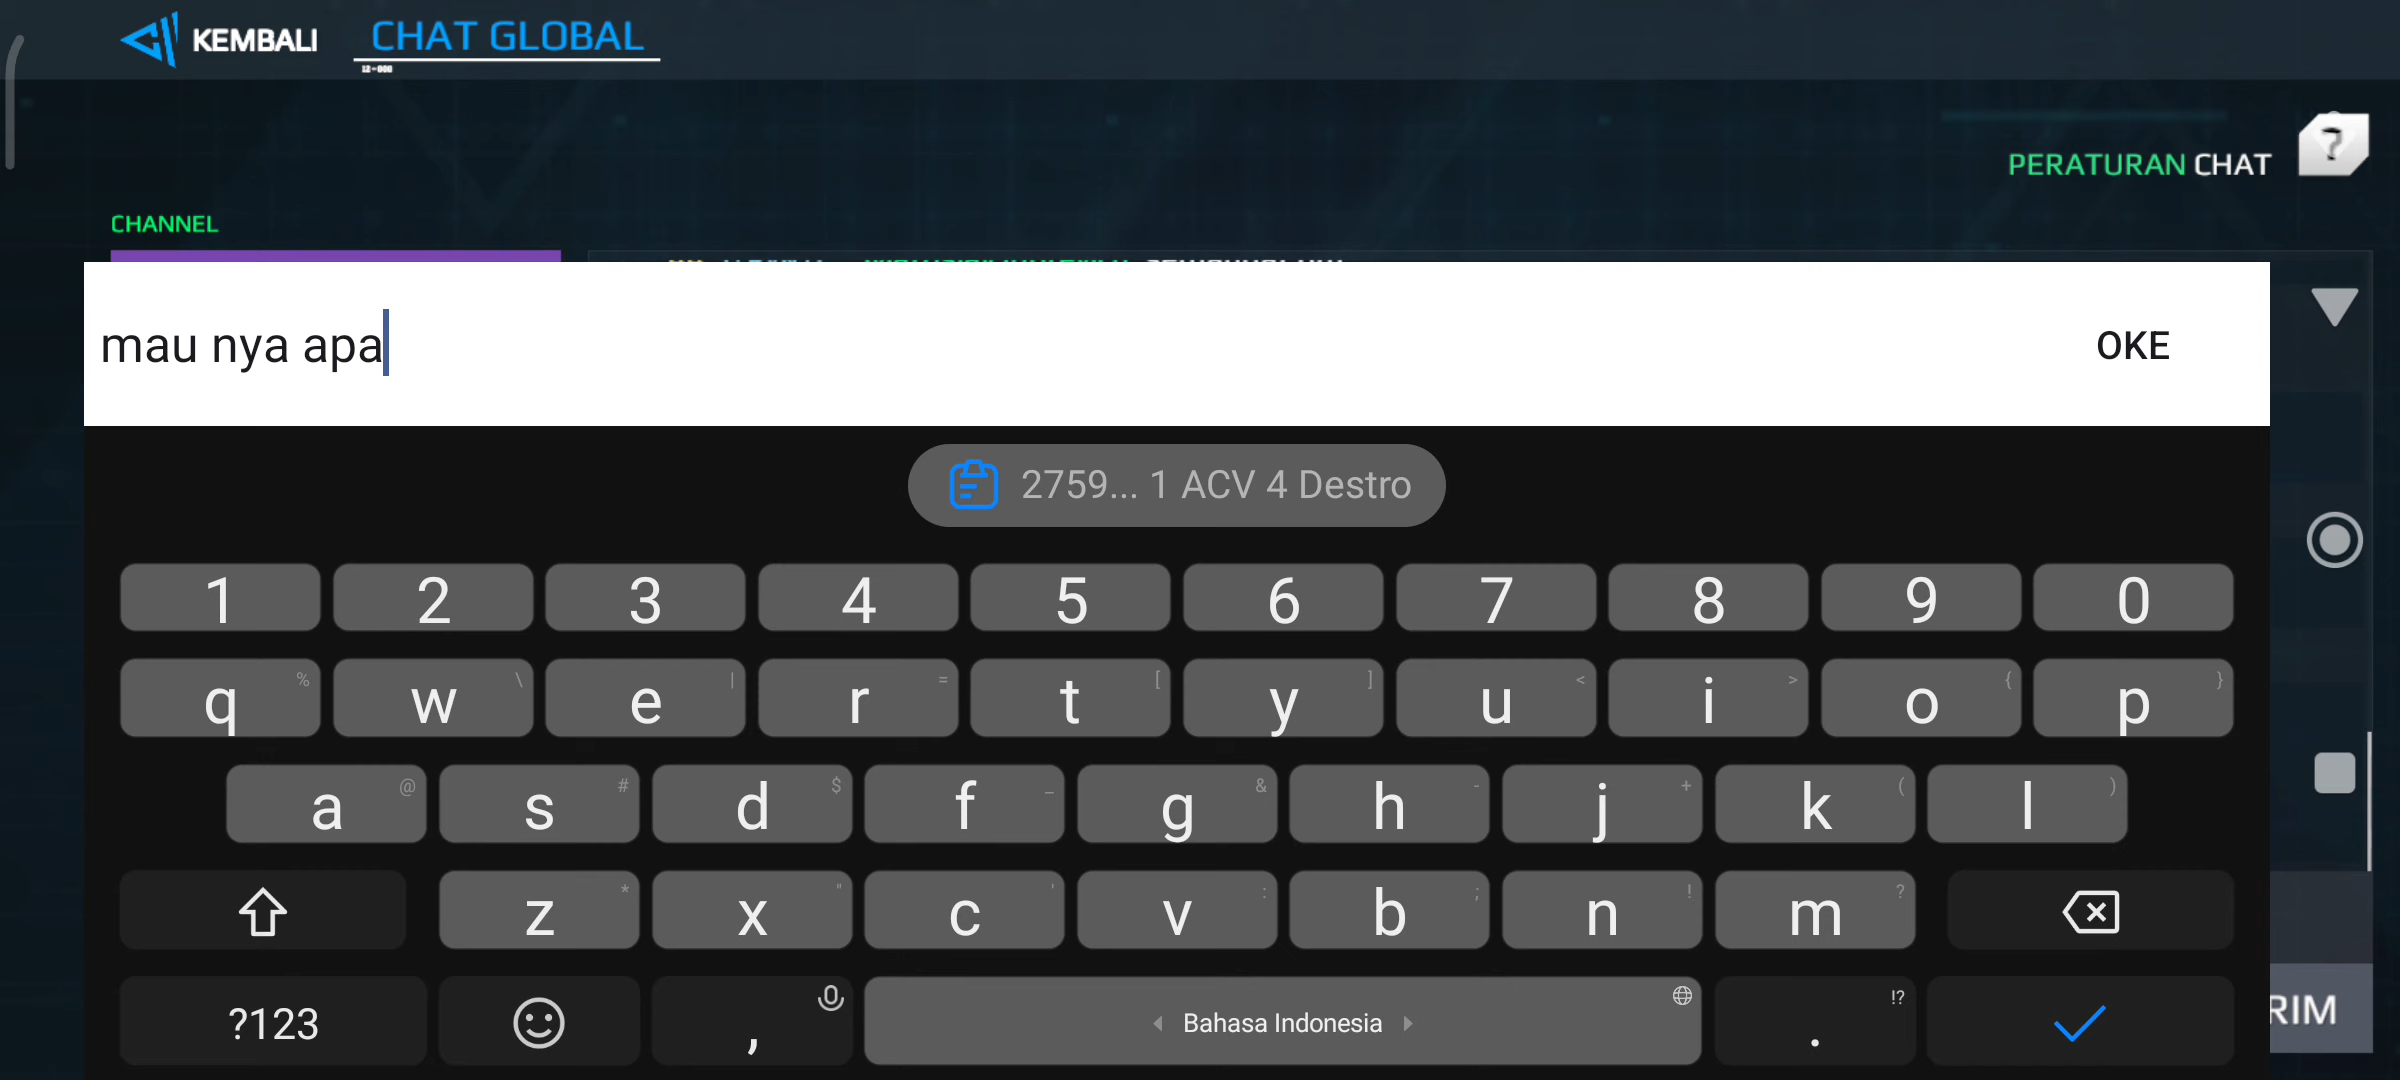 KEMBALI
CHAT GLOBAL
PERATURAN CHAT
?
CHANNEL
mau nya apa
OKE
2759... 1 ACV 4 Destro
1 2 3 4 5 6 7 8 9 0
q % w \ e | r = t [ y ] u < i > o { p }
a @ s # d $ f _ g & h - j + k ( l )
z * x " c ' v : b ; n ! m ?
?123 , Bahasa Indonesia . !?
RIM